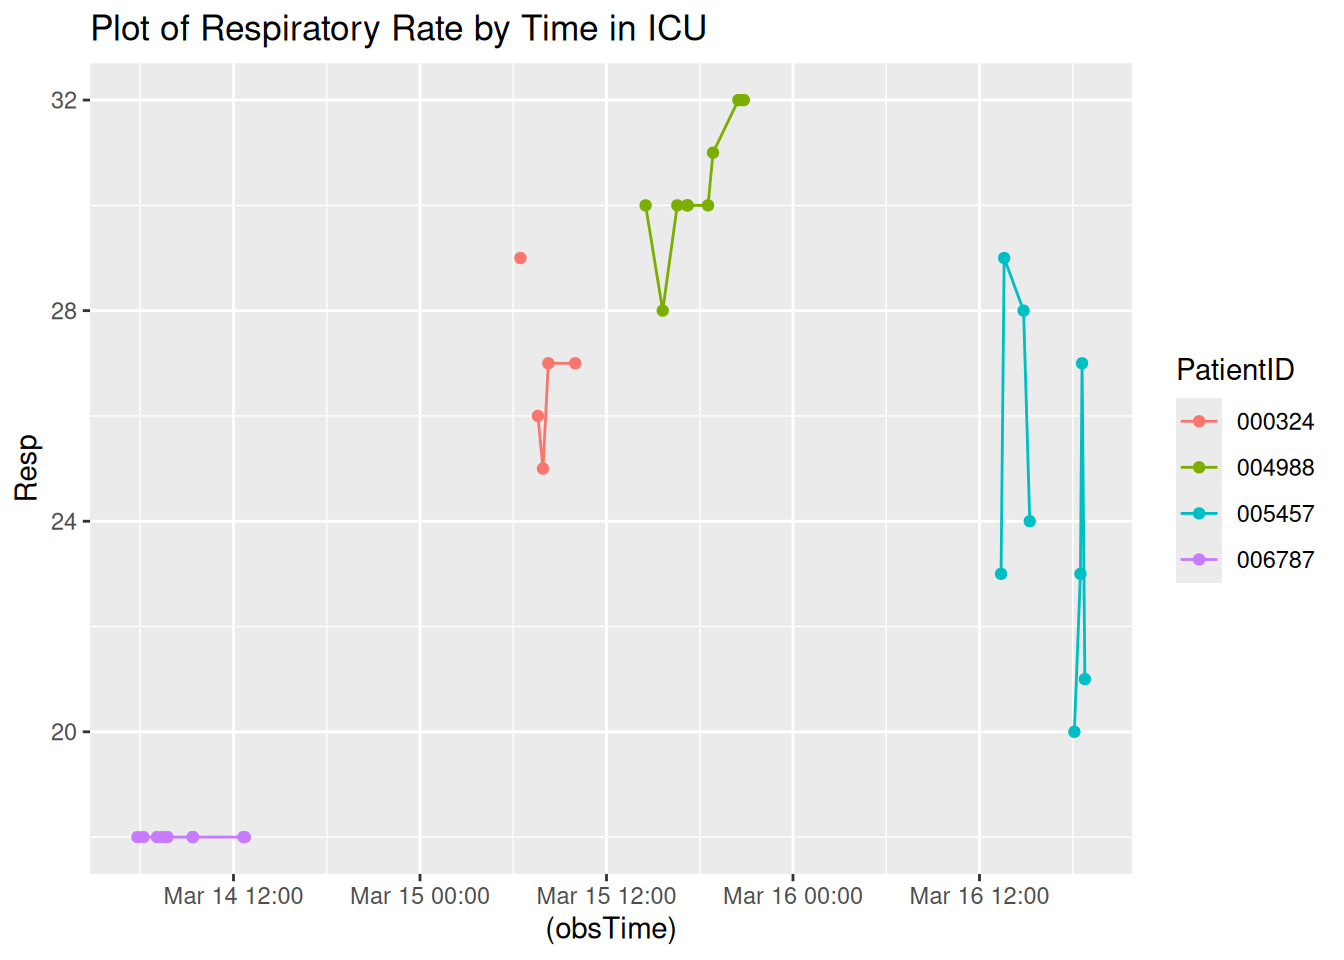 Plot of Respiratory Rate by Time in ICU
32
28
24
20
Resp
Mar 14 12:00
Mar 15 00:00
Mar 15 12:00
Mar 16 00:00
Mar 16 12:00
(obsTime)
PatientID
000324
004988
005457
006787